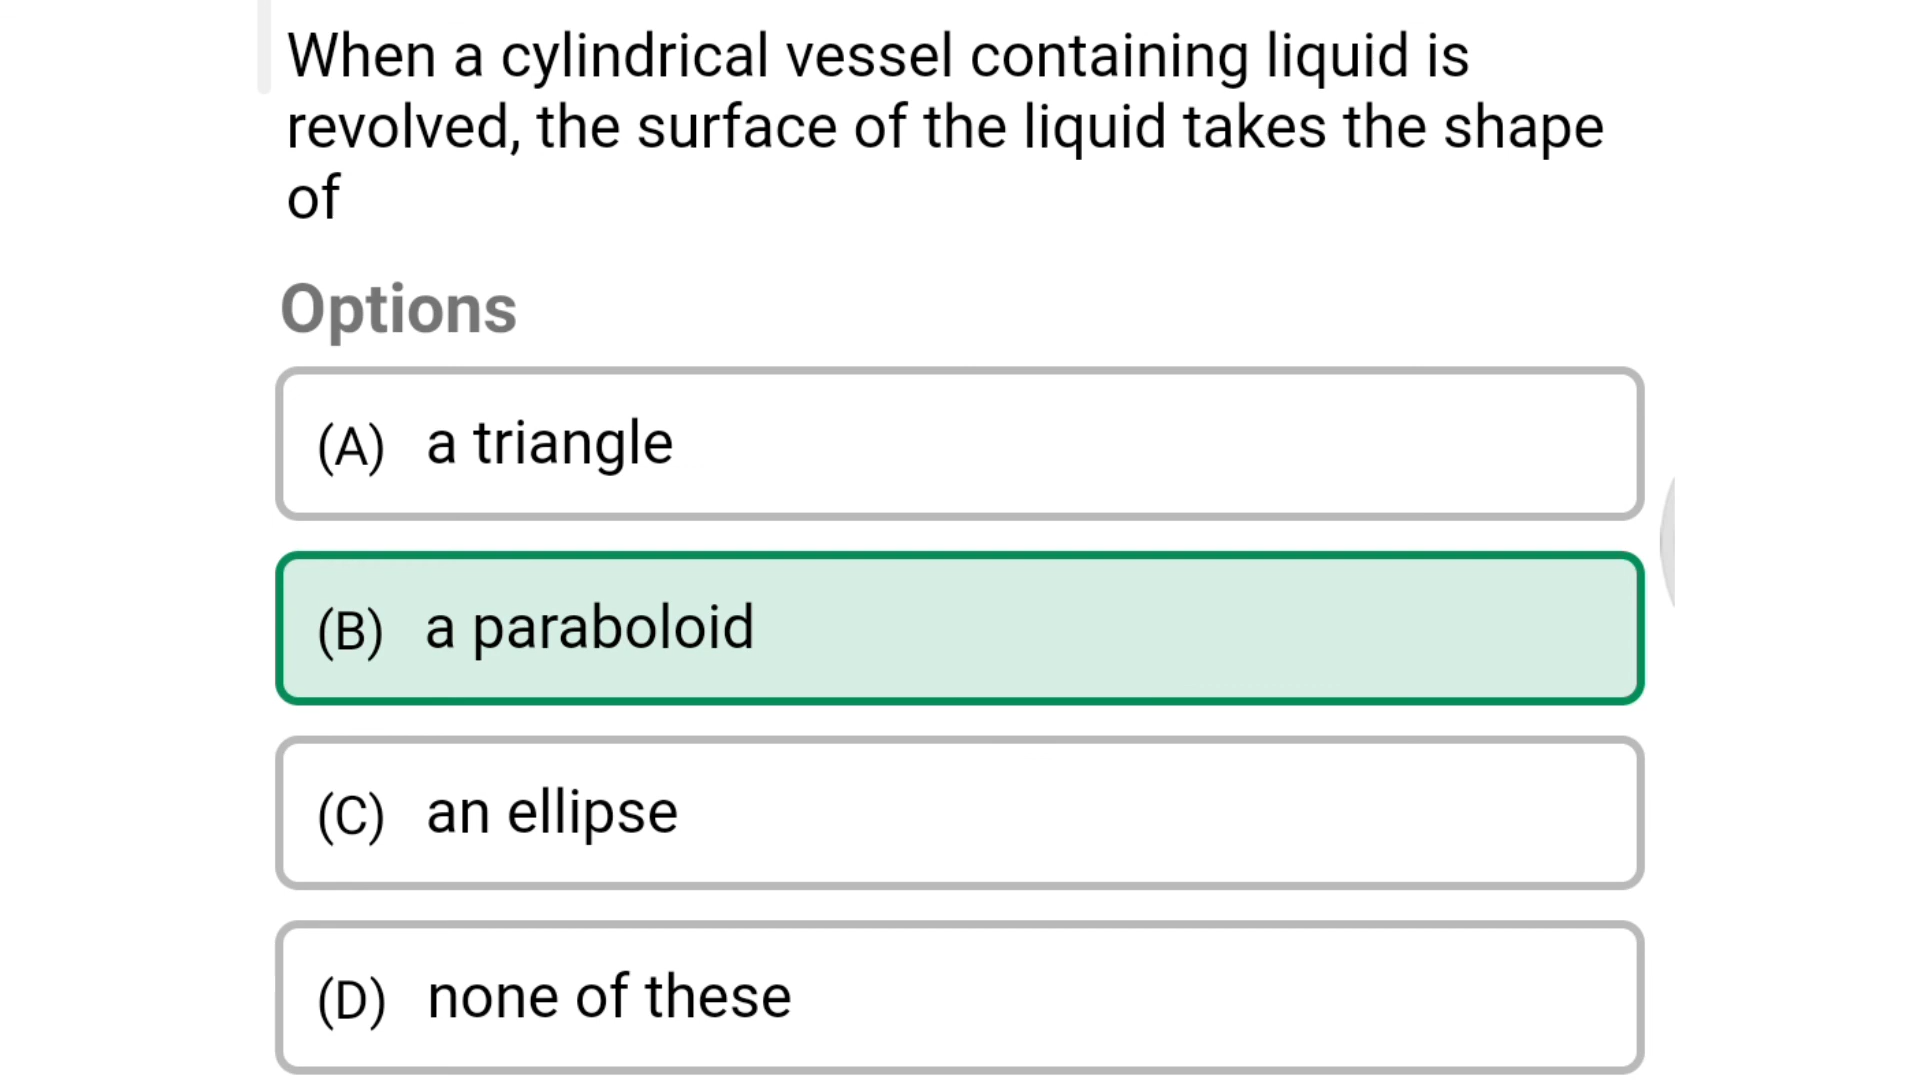 When a cylindrical vessel containing liquid is
revolved, the surface of the liquid takes the shape
of
Options
(A) a triangle
(B) a paraboloid
(C) an ellipse
(D) none of these